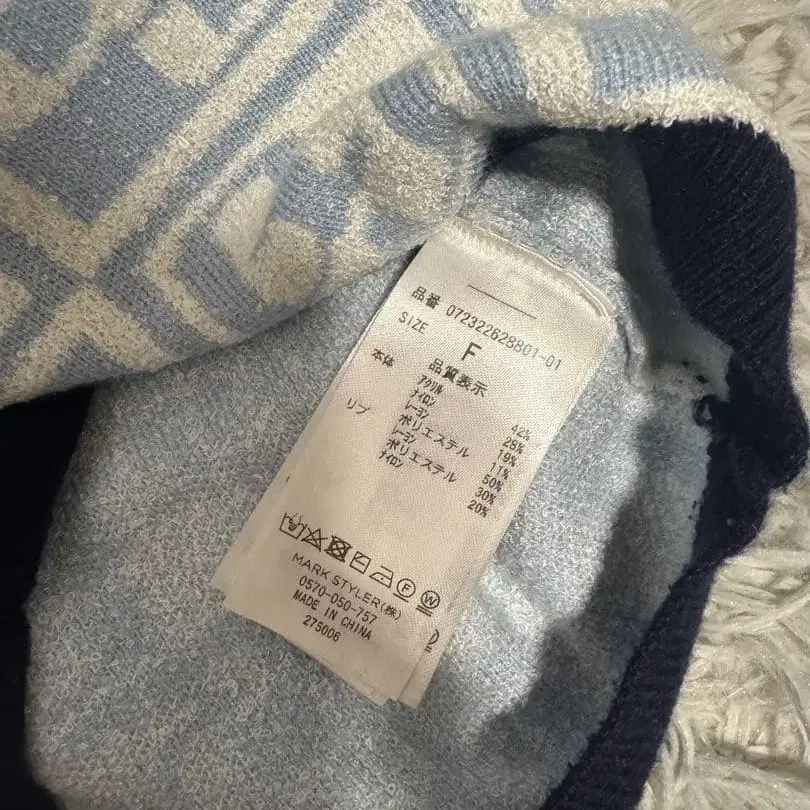 品番 072322628801-01
SIZE F
品質表示
本体 アクリル 42%
ナイロン 28%
レーヨン 19%
ポリエステル 11%
リブ レーヨン 50%
ポリエステル 30%
ナイロン 20%
MARK STYLER(株)
0570-050-757
MADE IN CHINA
275006